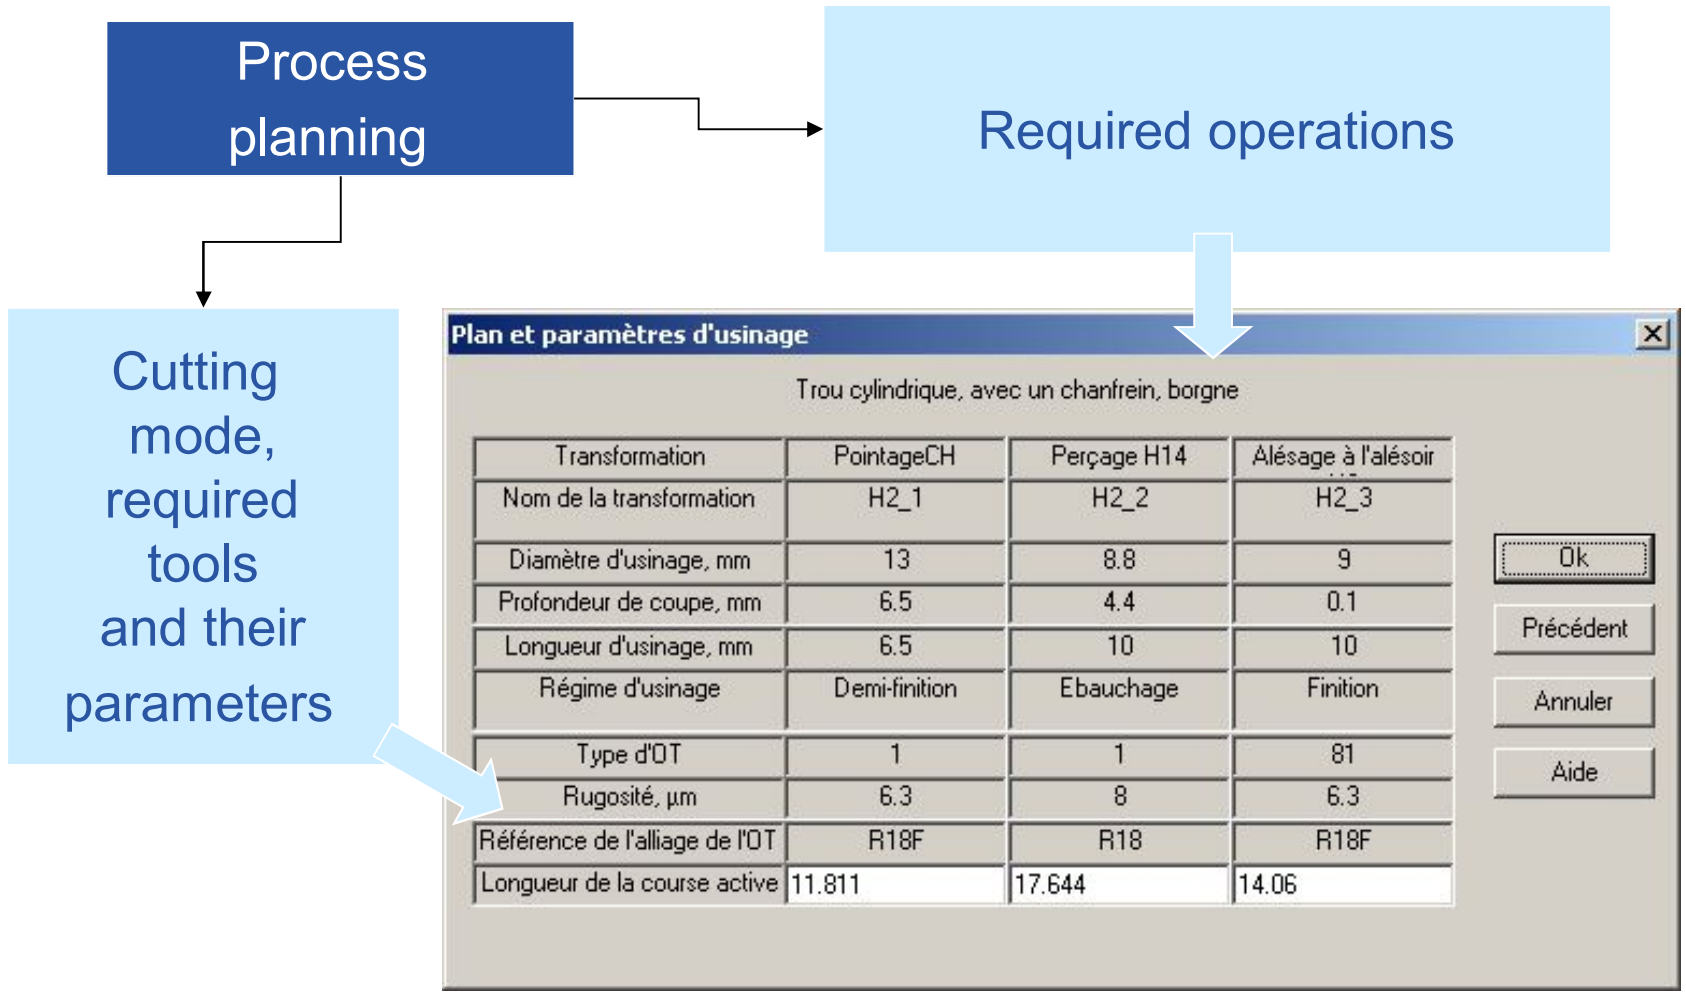 Process
planning
Required operations
Cutting
mode,
required
tools
and their
parameters
Plan et paramètres d'usinage
Trou cylindrique, avec un chanfrein, borgne
Transformation PointageCH Perçage H14 Alésage à l'alésoir
Nom de la transformation H2_1 H2_2 H2_3
Diamètre d'usinage, mm 13 8.8 9
Profondeur de coupe, mm 6.5 4.4 0.1
Longueur d'usinage, mm 6.5 10 10
Régime d'usinage Demi-finition Ebauchage Finition
Type d'OT 1 1 81
Rugosité, µm 6.3 8 6.3
Référence de l'alliage de l'OT R18F R18 R18F
Longueur de la course active 11.811 17.644 14.06
Ok
Précédent
Annuler
Aide